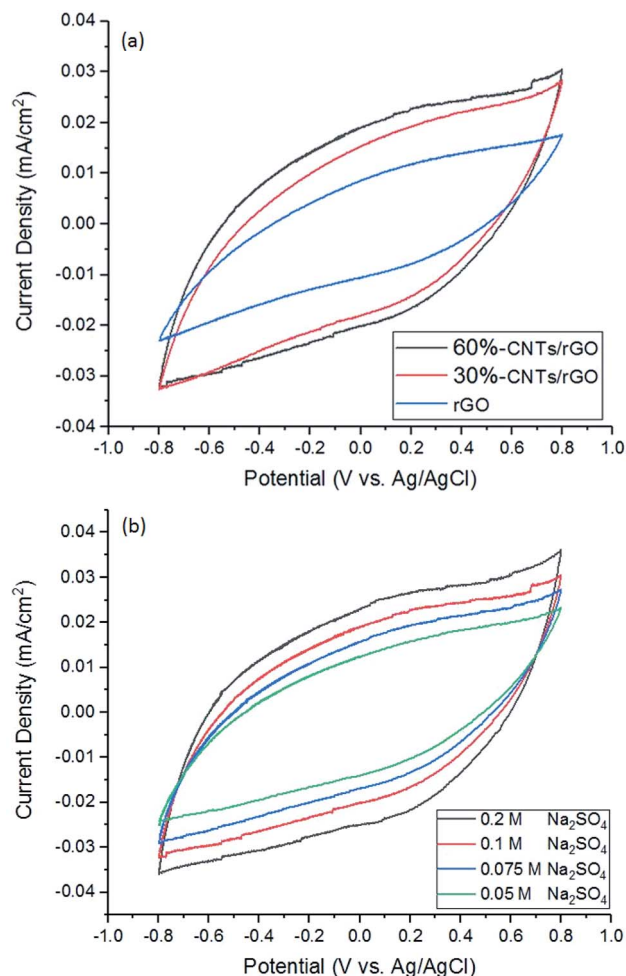 (a)
0.04
0.03
0.02
0.01
0.00
-0.01
-0.02
-0.03
-0.04
Current Density (mA/cm²)
60%-CNTs/rGO
30%-CNTs/rGO
rGO
-1.0 -0.8 -0.6 -0.4 -0.2 0.0 0.2 0.4 0.6 0.8 1.0
Potential (V vs. Ag/AgCl)
(b)
0.04
0.03
0.02
0.01
0.00
-0.01
-0.02
-0.03
-0.04
Current Density (mA/cm²)
0.2 M Na₂SO₄
0.1 M Na₂SO₄
0.075 M Na₂SO₄
0.05 M Na₂SO₄
-1.0 -0.8 -0.6 -0.4 -0.2 0.0 0.2 0.4 0.6 0.8 1.0
Potential (V vs. Ag/AgCl)